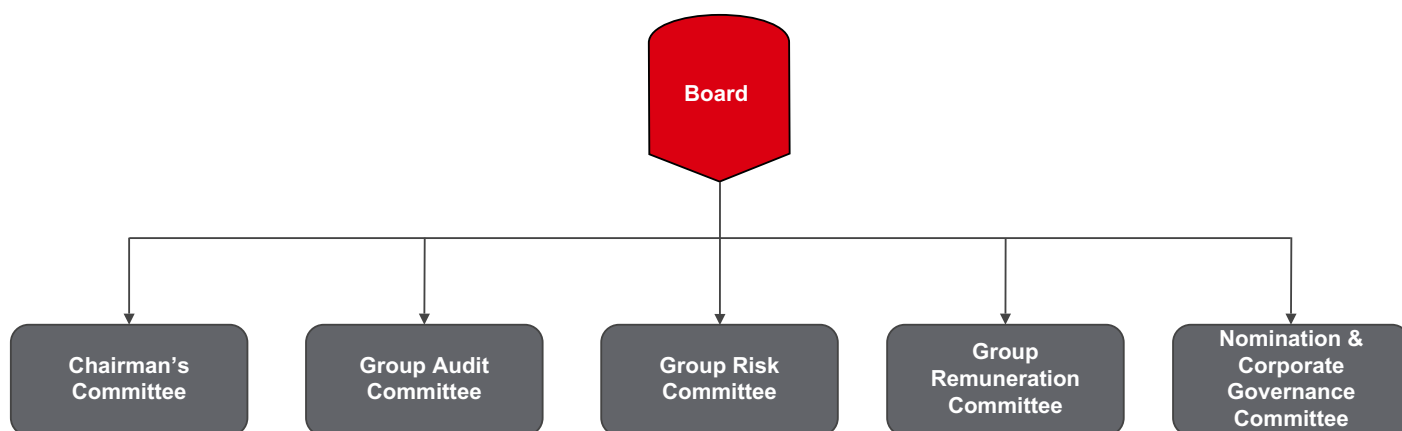 Board
Chairman’s
Committee
Group Audit
Committee
Group Risk
Committee
Group
Remuneration
Committee
Nomination &
Corporate
Governance
Committee